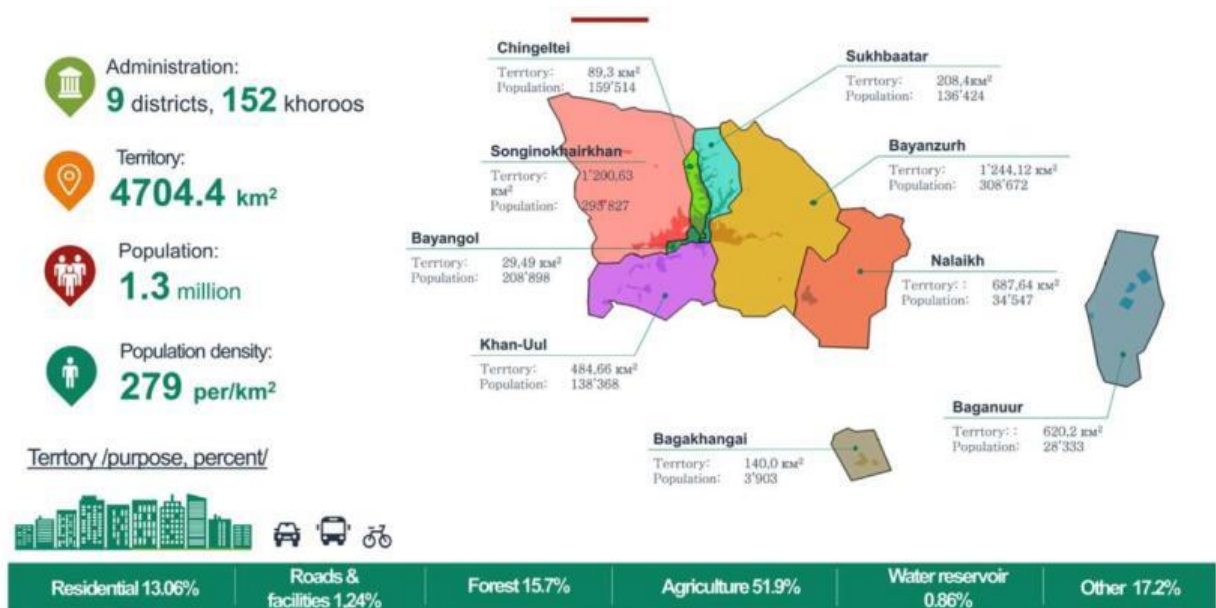 Administration:
9 districts, 152 khoroos
Territory:
4704.4 km²
Population:
1.3 million
Population density:
279 per/km²
Chingeltei
Terrtory: 89,3 км²
Population: 159'514
Sukhbaatar
Territory: 208,4км²
Population: 136'424
Songinokhairkhan
Territory: 1'200,63
км²
Population: 293'827
Bayanzurh
Territory: 1'244,12 км²
Population: 308'672
Bayangol
Terrtory: 29,49 км²
Population: 208'898
Nalaikh
Territory: : 687,64 км²
Population: 34'547
Khan-Uul
Territory: 484,66 км²
Population: 138'368
Baganuur
Terrtory: : 620,2 км²
Population: 28'333
Bagakhangai
Terrtory: 140,0 км²
Population: 3'903
Terrtory /purpose, percent/
Residential 13.06%
Roads &
facilities 1.24%
Forest 15.7%
Agriculture 51.9%
Water reservoir
0.86%
Other 17.2%